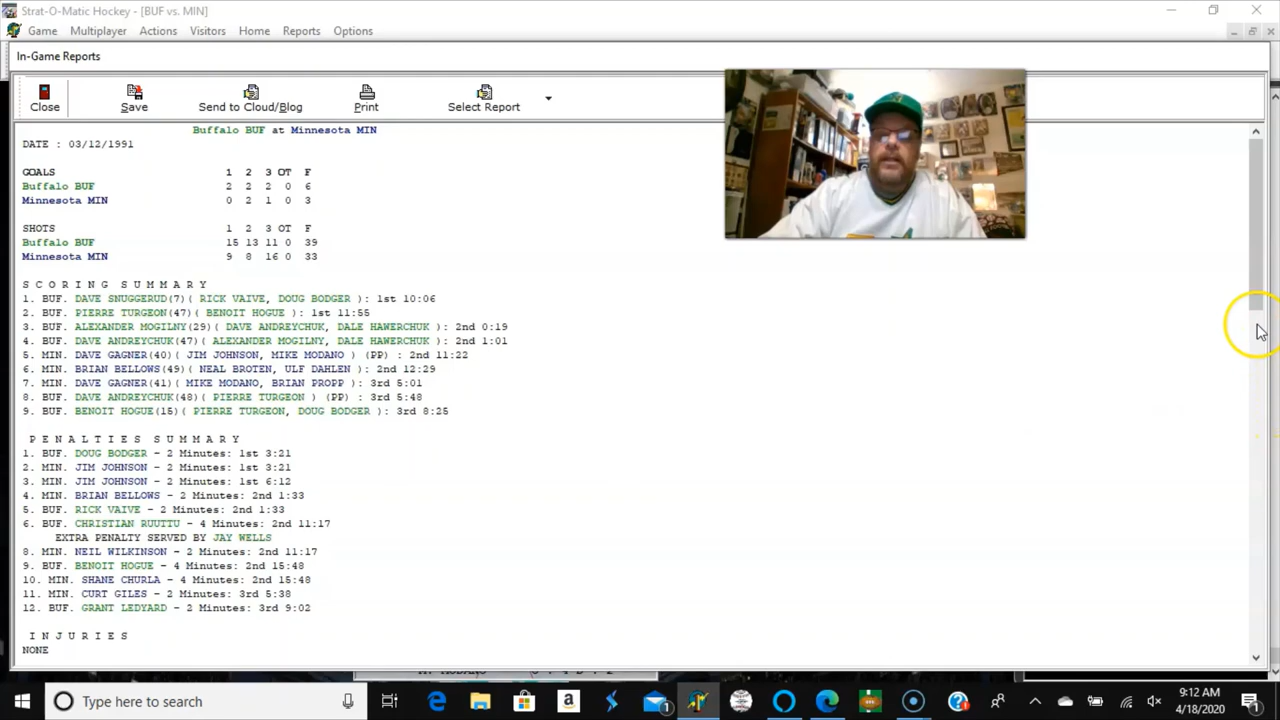 Strat-O-Matic Hockey - [BUF vs. MIN]
Game Multiplayer Actions Visitors Home Reports Options
In-Game Reports
Close Save Send to Cloud/Blog Print Select Report
Buffalo BUF at Minnesota MIN
DATE : 03/12/1991
GOALS 1 2 3 OT F
Buffalo BUF 2 2 2 0 6
Minnesota MIN 0 2 1 0 3
SHOTS 1 2 3 OT F
Buffalo BUF 15 13 11 0 39
Minnesota MIN 9 8 16 0 33
S C O R I N G S U M M A R Y
1. BUF. DAVE SNUGGERUD(7)( RICK VAIVE, DOUG BODGER ): 1st 10:06
2. BUF. PIERRE TURGEON(47)( BENOIT HOGUE ): 1st 11:55
3. BUF. ALEXANDER MOGILNY(29)( DAVE ANDREYCHUK, DALE HAWERCHUK ): 2nd 0:19
4. BUF. DAVE ANDREYCHUK(47)( ALEXANDER MOGILNY, DALE HAWERCHUK ): 2nd 1:01
5. MIN. DAVE GAGNER(40)( JIM JOHNSON, MIKE MODANO ) (PP) : 2nd 11:22
6. MIN. BRIAN BELLOWS(49)( NEAL BROTEN, ULF DAHLEN ): 2nd 12:29
7. MIN. DAVE GAGNER(41)( MIKE MODANO, BRIAN PROPP ): 3rd 5:01
8. BUF. DAVE ANDREYCHUK(48)( PIERRE TURGEON ) (PP) : 3rd 5:48
9. BUF. BENOIT HOGUE(15)( PIERRE TURGEON, DOUG BODGER ): 3rd 8:25
P E N A L T I E S S U M M A R Y
1. BUF. DOUG BODGER - 2 Minutes: 1st 3:21
2. MIN. JIM JOHNSON - 2 Minutes: 1st 3:21
3. MIN. JIM JOHNSON - 2 Minutes: 1st 6:12
4. MIN. BRIAN BELLOWS - 2 Minutes: 2nd 1:33
5. BUF. RICK VAIVE - 2 Minutes: 2nd 1:33
6. BUF. CHRISTIAN RUUTTU - 4 Minutes: 2nd 11:17
EXTRA PENALTY SERVED BY JAY WELLS
8. MIN. NEIL WILKINSON - 2 Minutes: 2nd 11:17
9. BUF. BENOIT HOGUE - 4 Minutes: 2nd 15:48
10. MIN. SHANE CHURLA - 4 Minutes: 2nd 15:48
11. MIN. CURT GILES - 2 Minutes: 3rd 5:38
12. BUF. GRANT LEDYARD - 2 Minutes: 3rd 9:02
I N J U R I E S
NONE
Type here to search
9:12 AM
4/18/2020